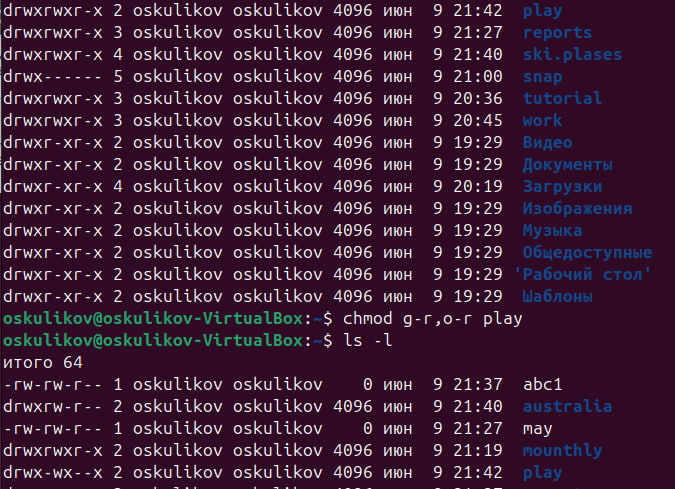 drwxrwxr-x 2 oskulikov oskulikov 4096 июн  9 21:42  play
drwxrwxr-x 3 oskulikov oskulikov 4096 июн  9 21:27  reports
drwxrwxr-x 4 oskulikov oskulikov 4096 июн  9 21:40  ski.plases
drwx------ 5 oskulikov oskulikov 4096 июн  9 21:00  snap
drwxrwxr-x 3 oskulikov oskulikov 4096 июн  9 20:36  tutorial
drwxrwxr-x 3 oskulikov oskulikov 4096 июн  9 20:45  work
drwxr-xr-x 2 oskulikov oskulikov 4096 июн  9 19:29  Видео
drwxr-xr-x 2 oskulikov oskulikov 4096 июн  9 19:29  Документы
drwxr-xr-x 4 oskulikov oskulikov 4096 июн  9 20:19  Загрузки
drwxr-xr-x 2 oskulikov oskulikov 4096 июн  9 19:29  Изображения
drwxr-xr-x 2 oskulikov oskulikov 4096 июн  9 19:29  Музыка
drwxr-xr-x 2 oskulikov oskulikov 4096 июн  9 19:29  Общедоступные
drwxr-xr-x 2 oskulikov oskulikov 4096 июн  9 19:29 'Рабочий стол'
drwxr-xr-x 2 oskulikov oskulikov 4096 июн  9 19:29  Шаблоны
oskulikov@oskulikov-VirtualBox:~$ chmod g-r,o-r play
oskulikov@oskulikov-VirtualBox:~$ ls -l
итого 64
-rw-rw-r-- 1 oskulikov oskulikov    0 июн  9 21:37  abc1
drwxrw-r-- 2 oskulikov oskulikov 4096 июн  9 21:40  australia
-rw-rw-r-- 1 oskulikov oskulikov    0 июн  9 21:27  may
drwxrwxr-x 2 oskulikov oskulikov 4096 июн  9 21:19  mounthly
drwx-wx--x 2 oskulikov oskulikov 4096 июн  9 21:42  play